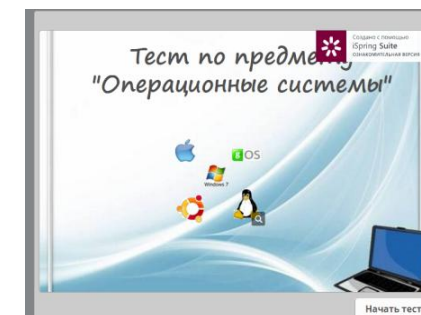 Тест по предмету
"Операционные системы"
Создано с помощью
iSpring Suite
ознакомительная версия
OS
Windows 7
Начать тест